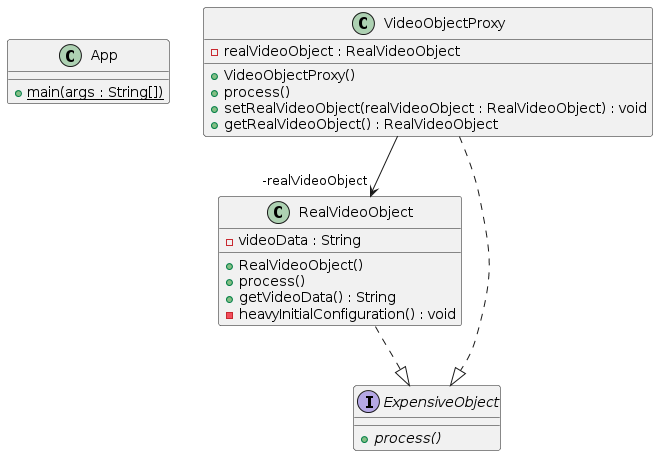 C App
main(args : String[])
C VideoObjectProxy
realVideoObject : RealVideoObject
VideoObjectProxy()
process()
setRealVideoObject(realVideoObject : RealVideoObject) : void
getRealVideoObject() : RealVideoObject
-realVideoObject
C RealVideoObject
videoData : String
RealVideoObject()
process()
getVideoData() : String
heavyInitialConfiguration() : void
I ExpensiveObject
process()